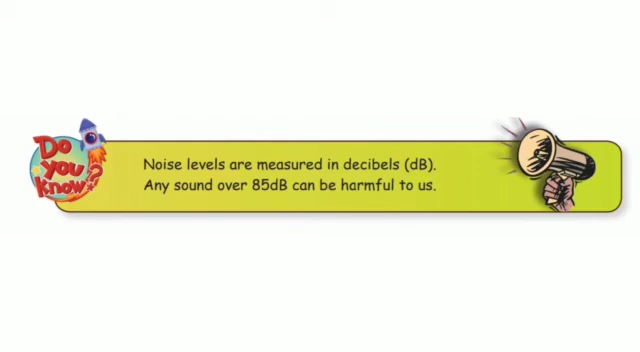 Do
you
know?
Noise levels are measured in decibels (dB).
Any sound over 85dB can be harmful to us.